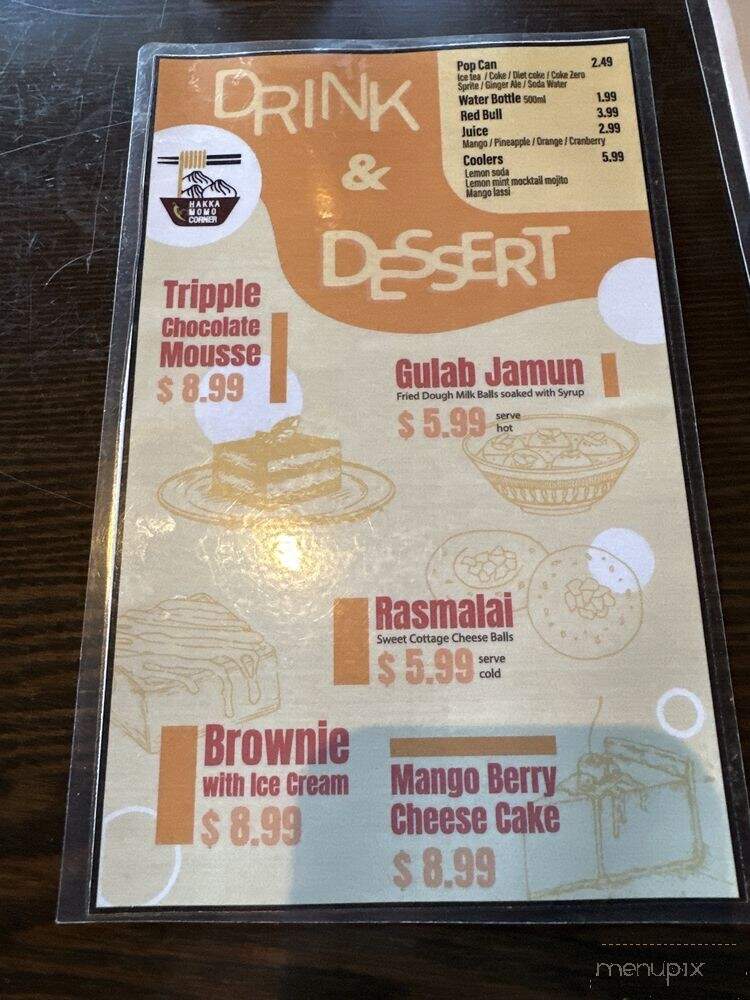 DRINK
&
DESSERT
HAKKA
MOMO
CORNER
Pop Can 2.49
Ice tea / Coke / Diet coke / Coke Zero
Sprite / Ginger Ale / Soda Water
Water Bottle 500ml 1.99
Red Bull 3.99
Juice 2.99
Mango / Pineapple / Orange / Cranberry
Coolers 5.99
Lemon soda
Lemon mint mocktail mojito
Mango lassi
Tripple
Chocolate
Mousse
$ 8.99
Gulab Jamun
Fried Dough Milk Balls soaked with Syrup
$ 5.99 serve
hot
Rasmalai
Sweet Cottage Cheese Balls
$ 5.99 serve
cold
Brownie
with Ice Cream
$ 8.99
Mango Berry
Cheese Cake
$ 8.99
menupix